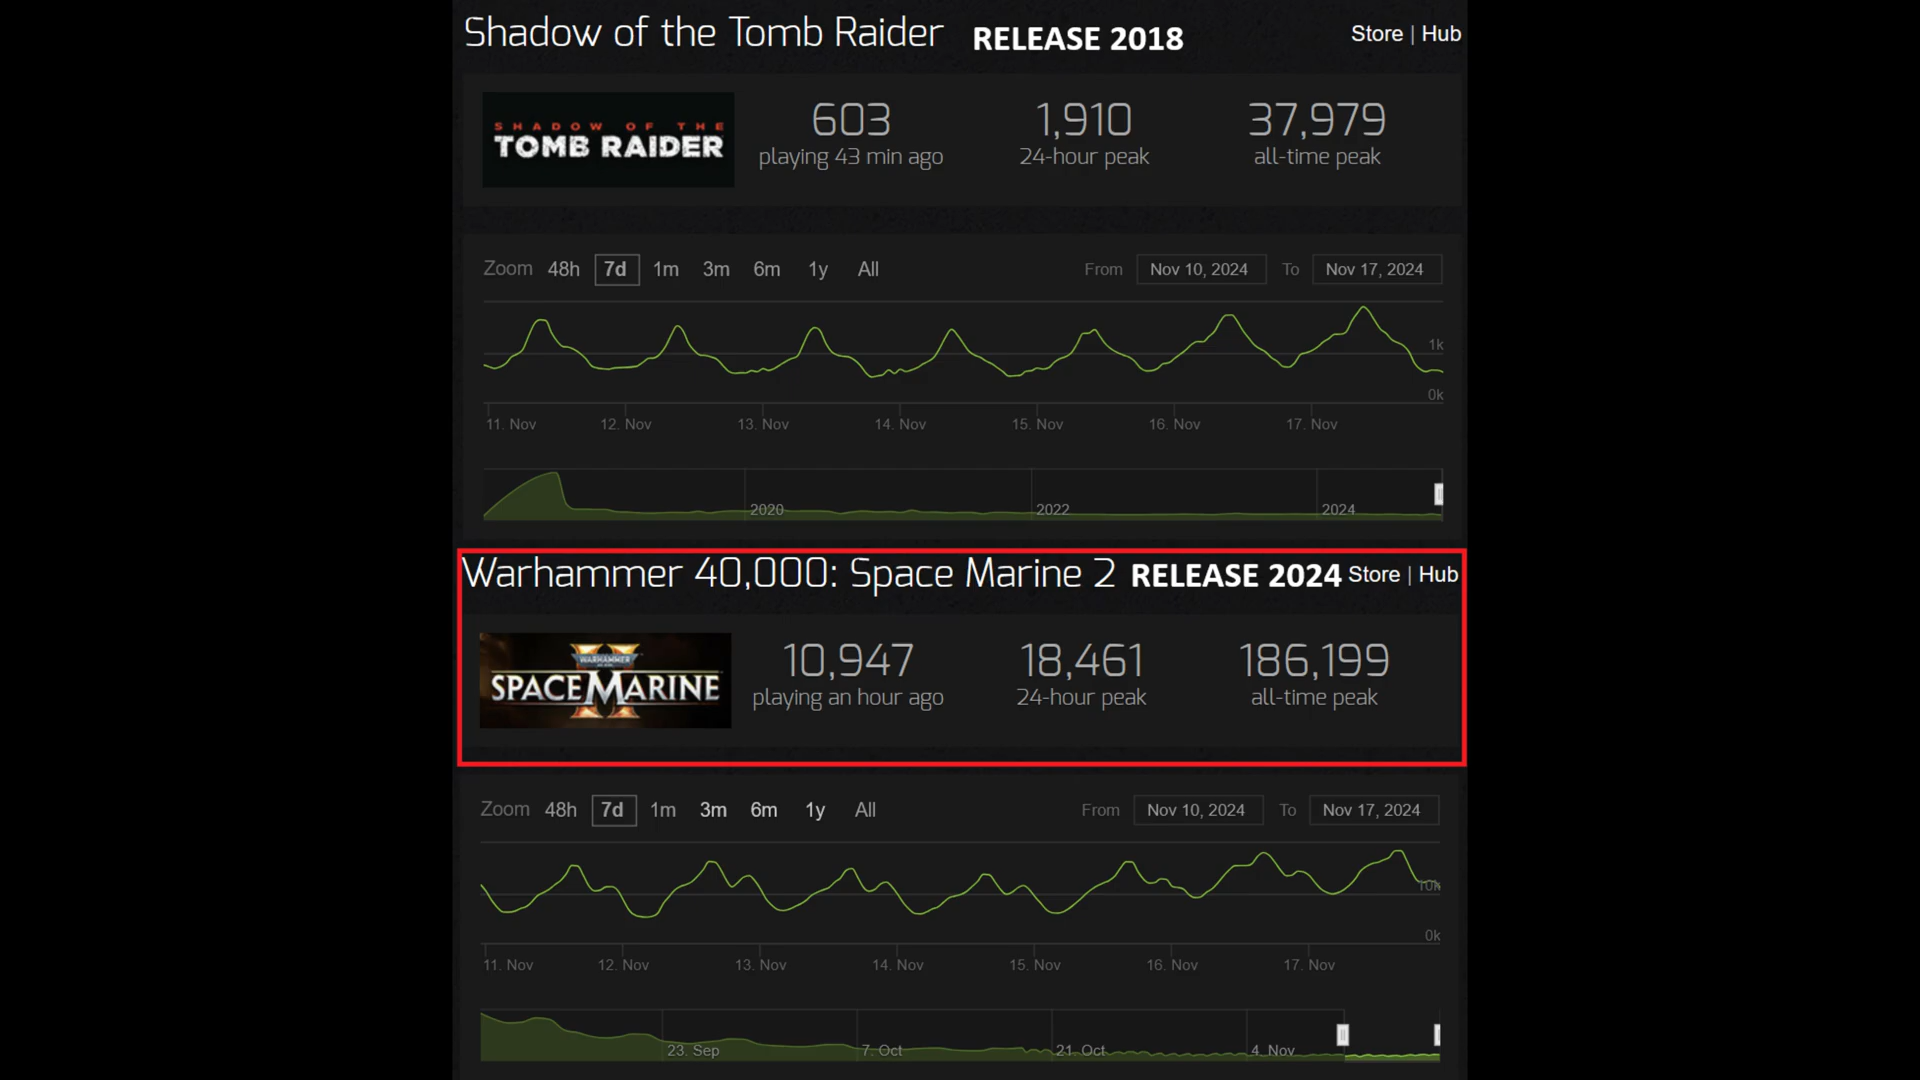 Shadow of the Tomb Raider RELEASE 2018 Store | Hub
SHADOW OF THE
TOMB RAIDER
603 1,910 37,979
playing 43 min ago 24-hour peak all-time peak
Zoom 48h 7d 1m 3m 6m 1y All From Nov 10, 2024 To Nov 17, 2024
1k
0k
11. Nov 12. Nov 13. Nov 14. Nov 15. Nov 16. Nov 17. Nov
2020 2022 2024
Warhammer 40,000: Space Marine 2 RELEASE 2024 Store | Hub
WARHAMMER
SPACE MARINE
10,947 18,461 186,199
playing an hour ago 24-hour peak all-time peak
Zoom 48h 7d 1m 3m 6m 1y All From Nov 10, 2024 To Nov 17, 2024
10k
0k
11. Nov 12. Nov 13. Nov 14. Nov 15. Nov 16. Nov 17. Nov
23. Sep 7. Oct 21. Oct 4. Nov